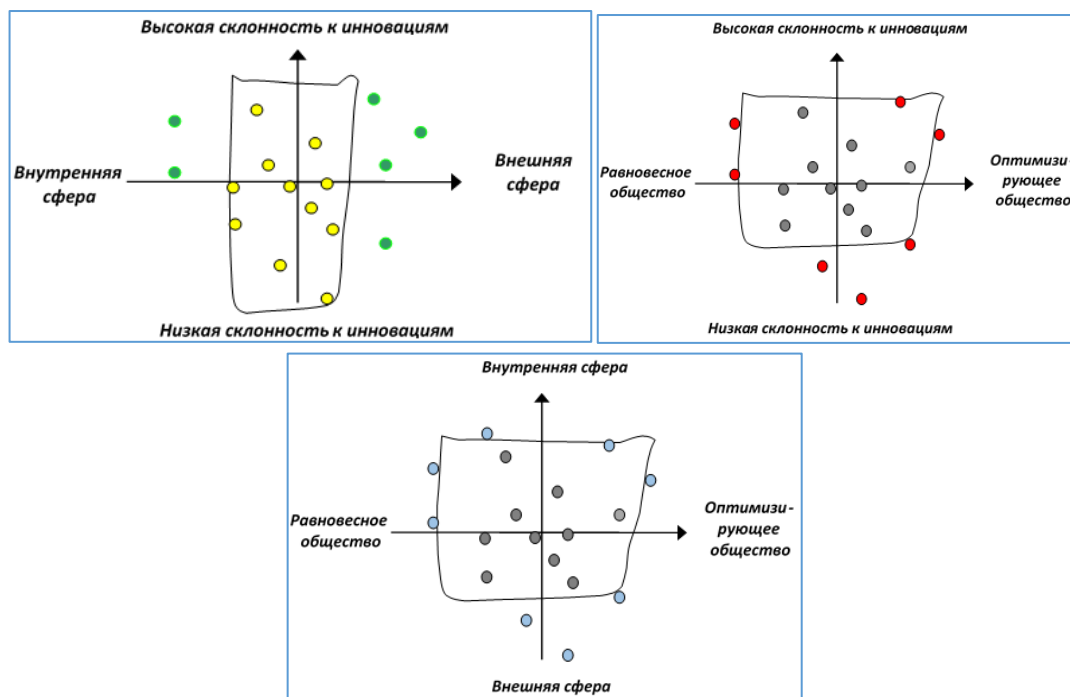 Высокая склонность к инновациям
Внутренняя
сфера
Внешняя
сфера
Низкая склонность к инновациям
Высокая склонность к инновациям
Равновесное
общество
Оптимизи-
рующее
общество
Низкая склонность к инновациям
Внутренняя сфера
Равновесное
общество
Оптимизи-
рующее
общество
Внешняя сфера